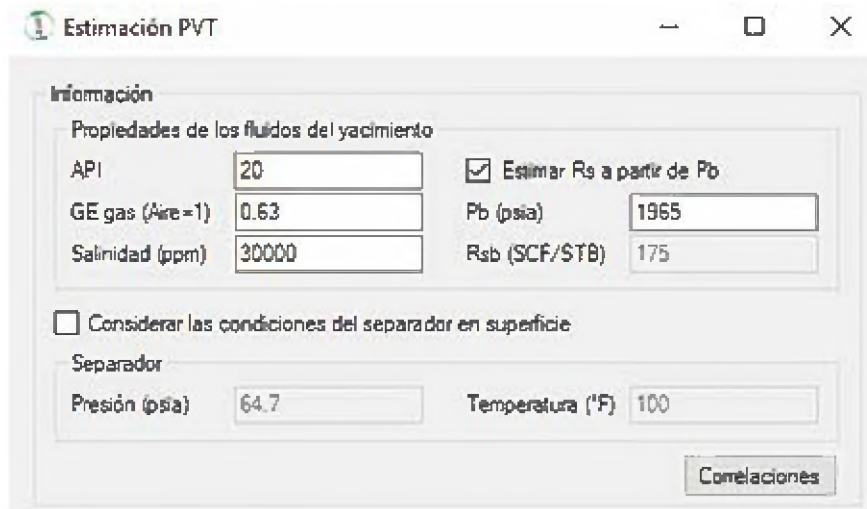 Estimación PVT
Información
Propiedades de los fluidos del yacimiento
API 20 Estimar Rs a partir de Pb
GE gas (Aire=1) 0.63 Pb (psia) 1965
Salinidad (ppm) 30000 Rsb (SCF/STB) 175
Considerar las condiciones del separador en superficie
Separador
Presión (psia) 64.7 Temperatura (°F) 100
Correlaciones